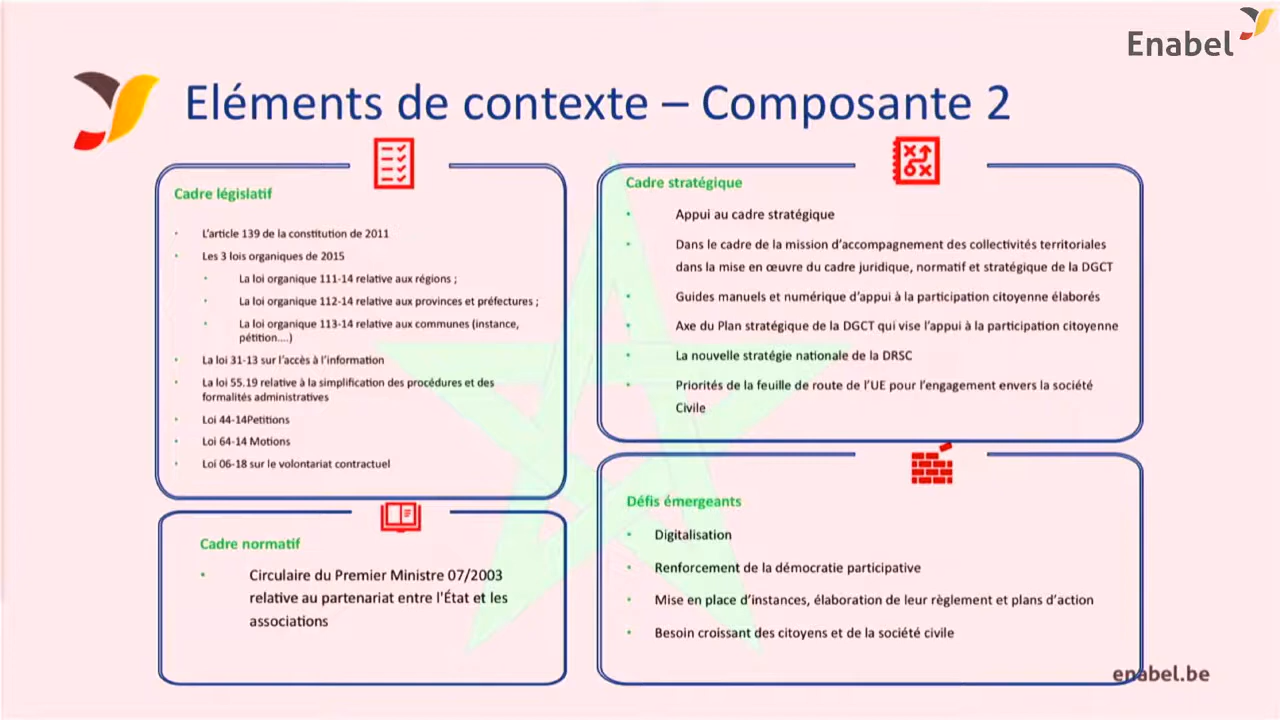 Enabel
Eléments de contexte – Composante 2
Cadre législatif
• L'article 139 de la constitution de 2011
• Les 3 lois organiques de 2015
• La loi organique 111-14 relative aux régions ;
• La loi organique 112-14 relative aux provinces et préfectures ;
• La loi organique 113-14 relative aux communes (instance,
pétition....)
• La loi 31-13 sur l'accès à l'information
• La loi 55.19 relative à la simplification des procédures et des
formalités administratives
• Loi 44-14Petitions
• Loi 64-14 Motions
• Loi 06-18 sur le volontariat contractuel
Cadre normatif
• Circulaire du Premier Ministre 07/2003
relative au partenariat entre l'État et les
associations
Cadre stratégique
• Appui au cadre stratégique
• Dans le cadre de la mission d'accompagnement des collectivités territoriales
dans la mise en œuvre du cadre juridique, normatif et stratégique de la DGCT
• Guides manuels et numérique d'appui à la participation citoyenne élaborés
• Axe du Plan stratégique de la DGCT qui vise l'appui à la participation citoyenne
• La nouvelle stratégie nationale de la DRSC
• Priorités de la feuille de route de l'UE pour l'engagement envers la société
Civile
Défis émergeants
• Digitalisation
• Renforcement de la démocratie participative
• Mise en place d'instances, élaboration de leur règlement et plans d'action
• Besoin croissant des citoyens et de la société civile
enabel.be